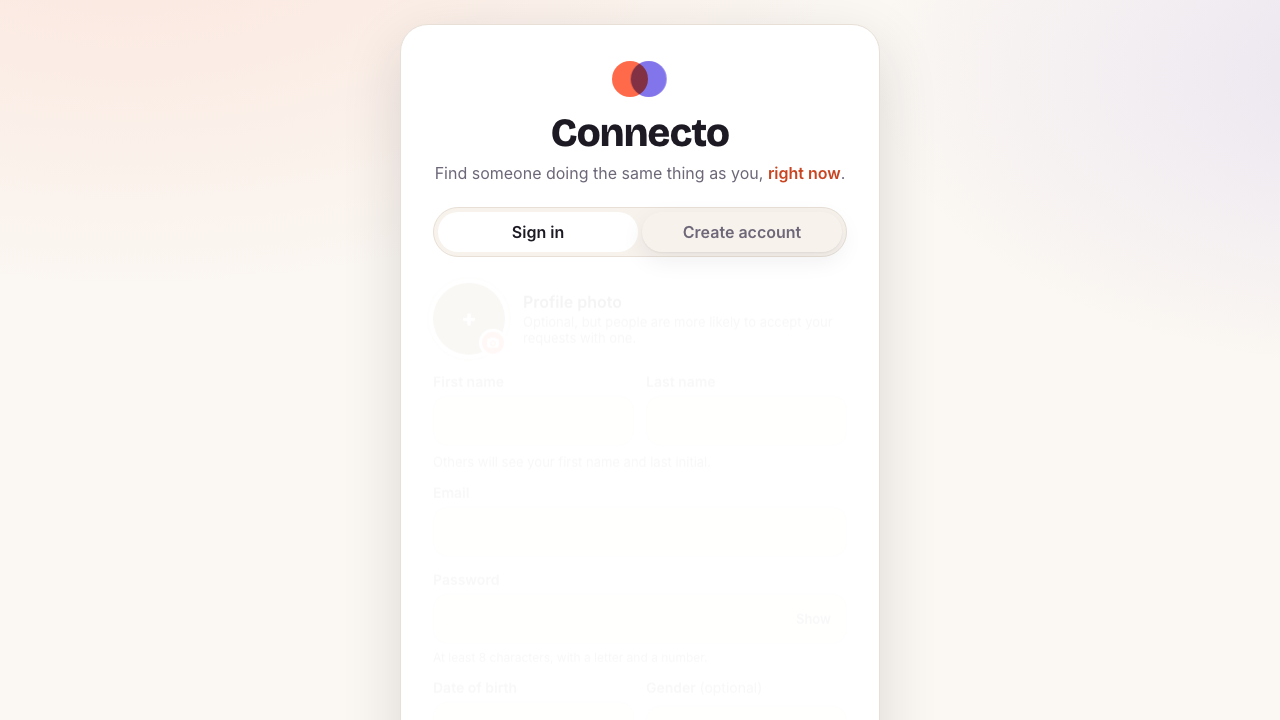 Connecto
Find someone doing the same thing as you, right now.
Sign in
Create account
Profile photo
Optional, but people are more likely to accept your
requests with one.
First name
Last name
Others will see your first name and last initial.
Email
Password
Show
At least 8 characters, with a letter and a number.
Date of birth
Gender (optional)